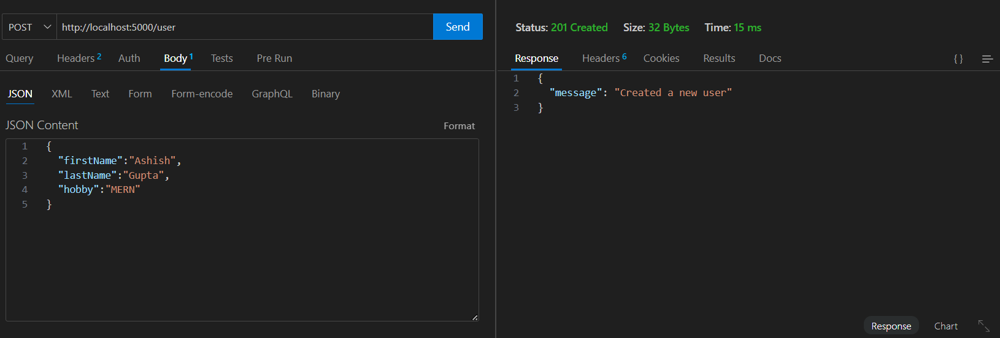 POST http://localhost:5000/user Send
Query Headers 2 Auth Body 1 Tests Pre Run
JSON XML Text Form Form-encode GraphQL Binary
JSON Content Format
1 {
2 "firstName":"Ashish",
3 "lastName":"Gupta",
4 "hobby":"MERN"
5 }
Status: 201 Created Size: 32 Bytes Time: 15 ms
Response Headers 6 Cookies Results Docs { }
1 {
2 "message": "Created a new user"
3 }
Response Chart